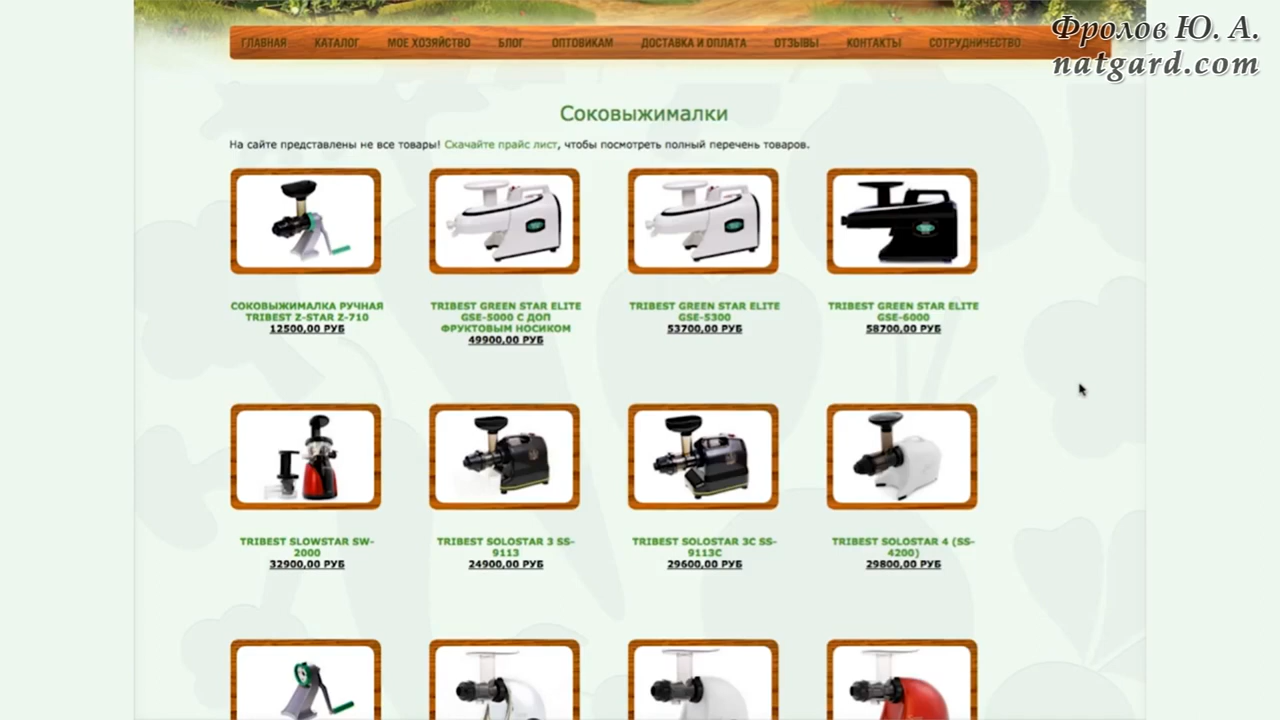 Фролов Ю. А.
natgard.com
ГЛАВНАЯ КАТАЛОГ МОЕ ХОЗЯЙСТВО БЛОГ ОПТОВИКАМ ДОСТАВКА И ОПЛАТА ОТЗЫВЫ КОНТАКТЫ СОТРУДНИЧЕСТВО
Соковыжималки
На сайте представлены не все товары! Скачайте прайс лист, чтобы посмотреть полный перечень товаров.
СОКОВЫЖИМАЛКА РУЧНАЯ
TRIBEST Z-STAR Z-710
12500,00 РУБ
TRIBEST GREEN STAR ELITE
GSE-5000 С ДОП
ФРУКТОВЫМ НОСИКОМ
49900,00 РУБ
TRIBEST GREEN STAR ELITE
GSE-5300
53700,00 РУБ
TRIBEST GREEN STAR ELITE
GSE-6000
58700,00 РУБ
TRIBEST SLOWSTAR SW-
2000
32900,00 РУБ
TRIBEST SOLOSTAR 3 SS-
9113
24900,00 РУБ
TRIBEST SOLOSTAR 3C SS-
9113C
29600,00 РУБ
TRIBEST SOLOSTAR 4 (SS-
4200)
29800,00 РУБ